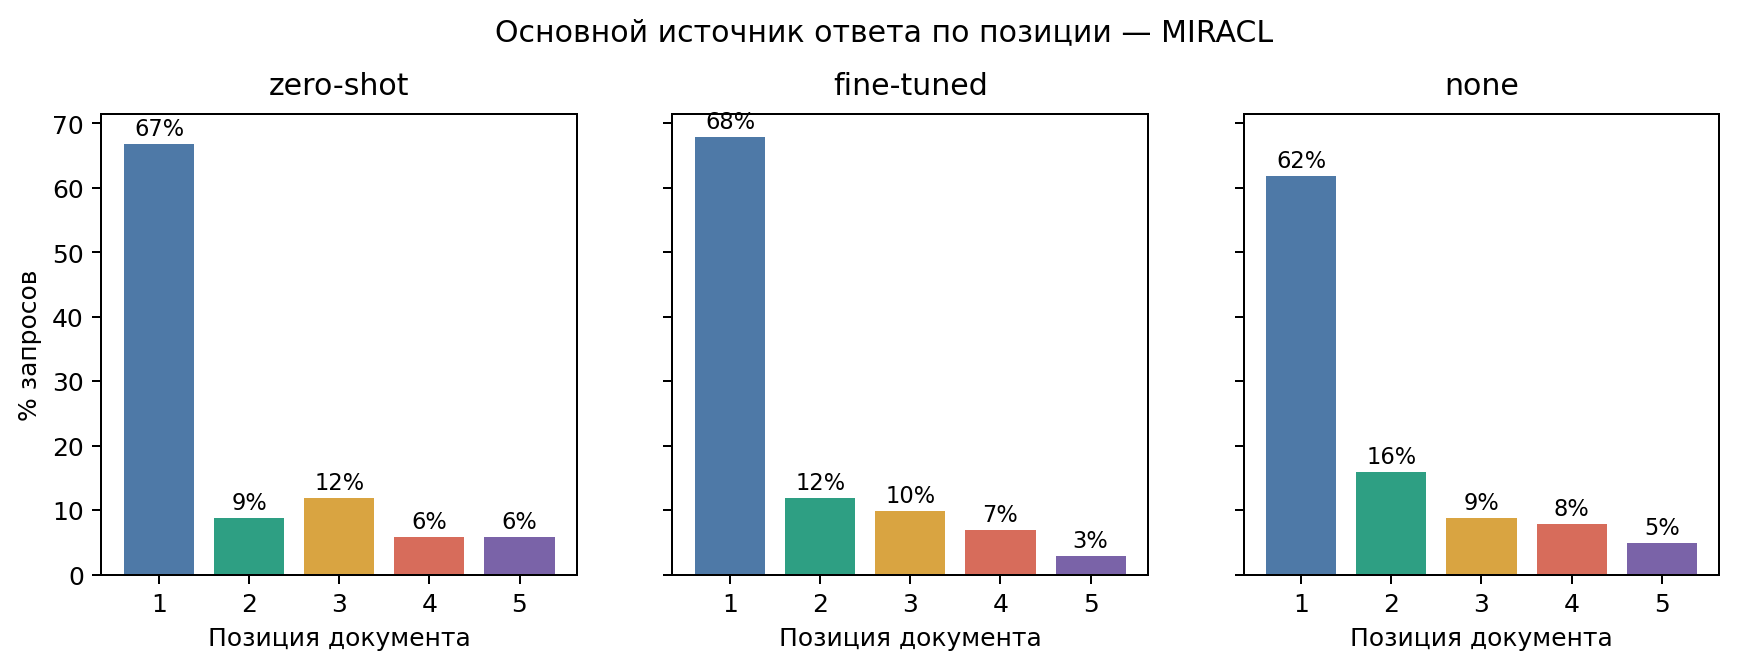 Основной источник ответа по позиции — MIRACL
zero-shot
fine-tuned
none
% запросов
70
60
50
40
30
20
10
0
67%
9%
12%
6%
6%
1 2 3 4 5
Позиция документа
68%
12%
10%
7%
3%
1 2 3 4 5
Позиция документа
62%
16%
9%
8%
5%
1 2 3 4 5
Позиция документа